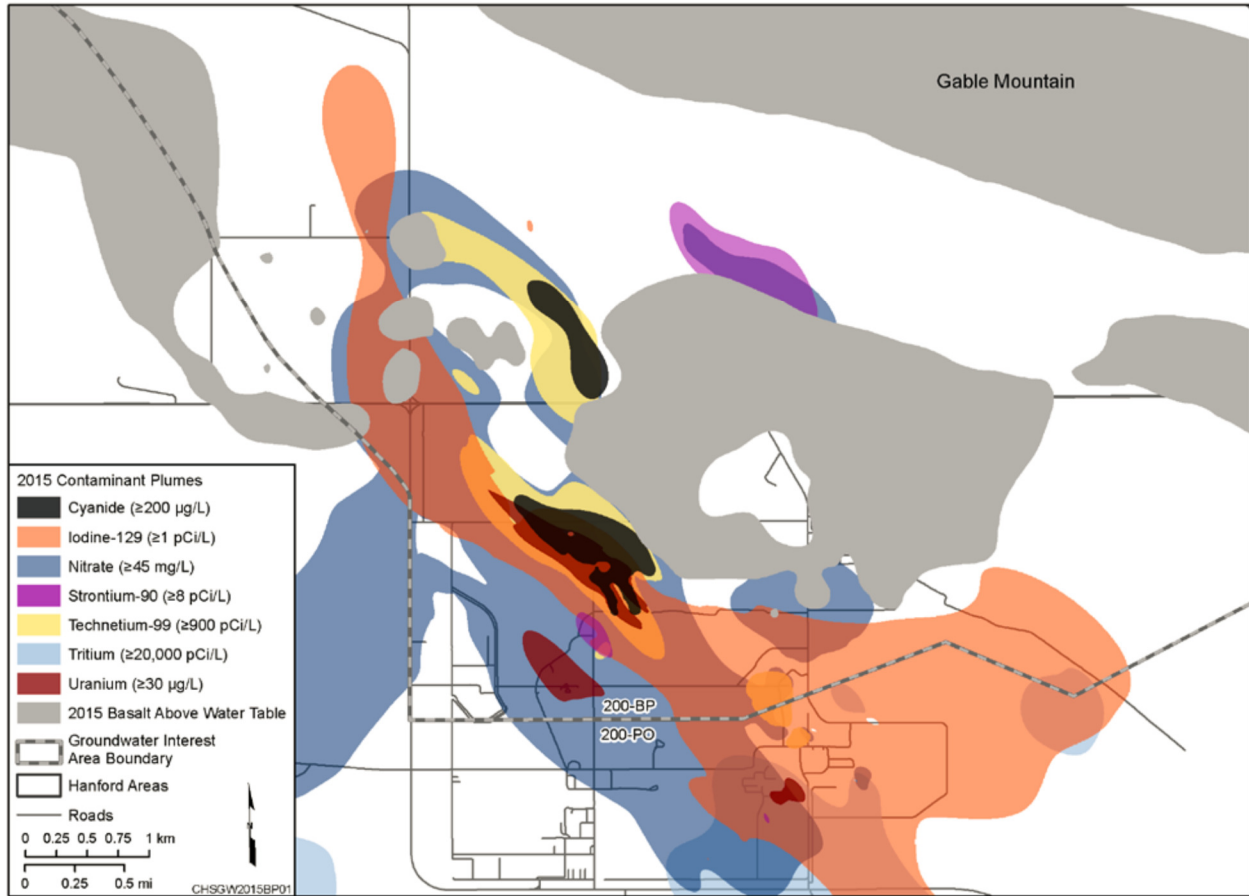 Gable Mountain
200-BP
200-PO
2015 Contaminant Plumes
Cyanide (≥200 µg/L)
Iodine-129 (≥1 pCi/L)
Nitrate (≥45 mg/L)
Strontium-90 (≥8 pCi/L)
Technetium-99 (≥900 pCi/L)
Tritium (≥20,000 pCi/L)
Uranium (≥30 µg/L)
2015 Basalt Above Water Table
Groundwater Interest
Area Boundary
Hanford Areas
Roads
0 0.25 0.5 0.75 1 km
0 0.25 0.5 mi
CHSGW2015BP01